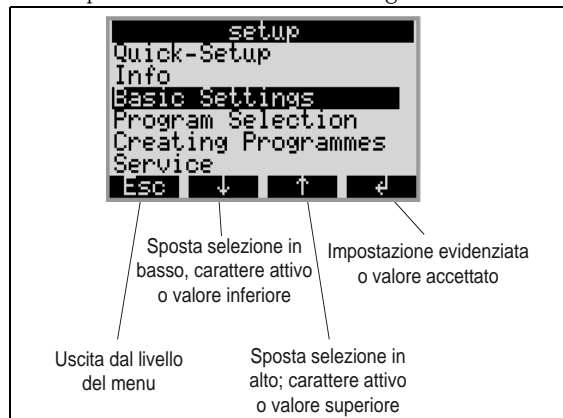 setup
Quick-Setup
Info
Basic Settings
Program Selection
Creating Programmes
Service
Esc ↓ ↑ ↲
Sposta selezione in
basso, carattere attivo
o valore inferiore
Impostazione evidenziata
o valore accettato
Uscita dal livello
del menu
Sposta selezione in
alto; carattere attivo
o valore superiore